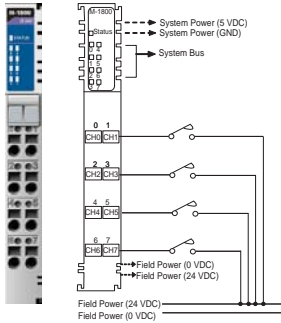 M-1800
M-1800
Status
System Power (5 VDC)
System Power (GND)
System Bus
0 1
CH0 CH1
2 3
CH2 CH3
4 5
CH4 CH5
6 7
CH6 CH7
Field Power (0 VDC)
Field Power (24 VDC)
Field Power (24 VDC)
Field Power (0 VDC)